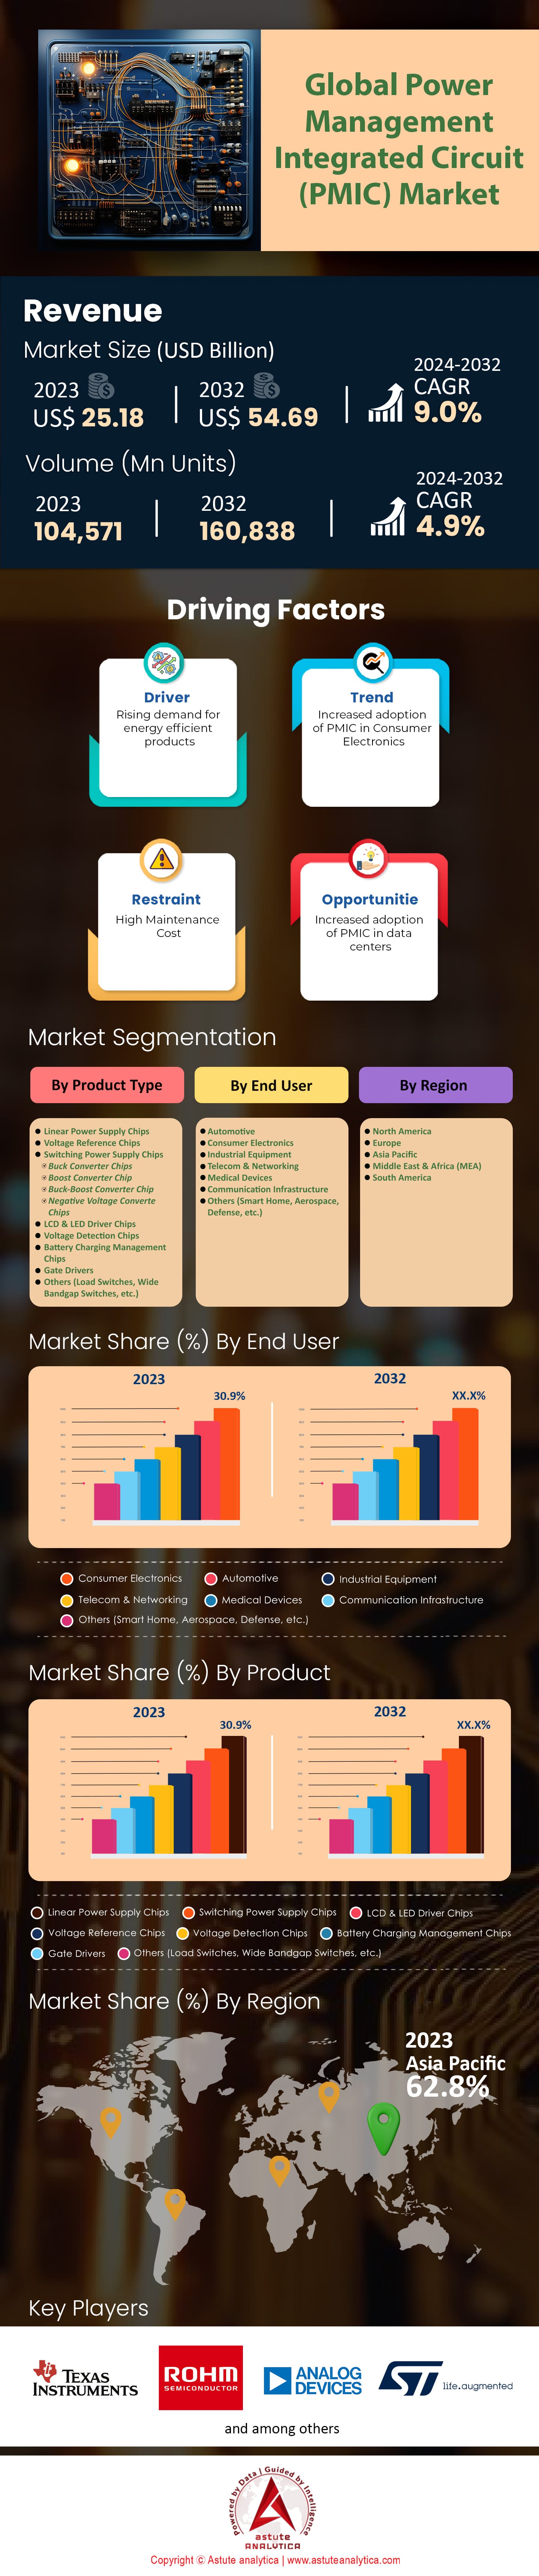 Global Power
Management
Integrated Circuit
(PMIC) Market
Revenue
Market Size (USD Billion)
2023
US$ 25.18
2032
US$ 54.69
2024-2032
CAGR
9.0%
Volume (Mn Units)
2023
104,571
2032
160,838
2024-2032
CAGR
4.9%
Driving Factors
Driver
Rising demand for
energy efficient
products
Trend
Increased adoption
of PMIC in Consumer
Electronics
Restraint
High Maintenance
Cost
Opportunitie
Increased adoption
of PMIC in data
centers
Market Segmentation
By Product Type
Linear Power Supply Chips
Voltage Reference Chips
Switching Power Supply Chips
Buck Converter Chips
Boost Converter Chip
Buck-Boost Converter Chip
Negative Voltage Converte
Chips
LCD & LED Driver Chips
Voltage Detection Chips
Battery Charging Management
Chips
Gate Drivers
Others (Load Switches, Wide
Bandgap Switches, etc.)
By End User
Automotive
Consumer Electronics
Industrial Equipment
Telecom & Networking
Medical Devices
Communication Infrastructure
Others (Smart Home, Aerospace,
Defense, etc.)
By Region
North America
Europe
Asia Pacific
Middle East & Africa (MEA)
South America
Market Share (%) By End User
2023
30.9%
2032
XX.X%
Consumer Electronics
Automotive
Industrial Equipment
Telecom & Networking
Medical Devices
Communication Infrastructure
Others (Smart Home, Aerospace, Defense, etc.)
Market Share (%) By Product
2023
30.9%
2032
XX.X%
Linear Power Supply Chips
Switching Power Supply Chips
LCD & LED Driver Chips
Voltage Reference Chips
Voltage Detection Chips
Battery Charging Management Chips
Gate Drivers
Others (Load Switches, Wide Bandgap Switches, etc.)
Market Share (%) By Region
2023
Asia Pacific
62.8%
Key Players
TEXAS
INSTRUMENTS
ROHM
SEMICONDUCTOR
ANALOG
DEVICES
ST
life.augmented
and among others
Powered by Data | Guided by Intelligence
astute
ANALYTICA
Copyright © Astute analytica | www.astuteanalytica.com